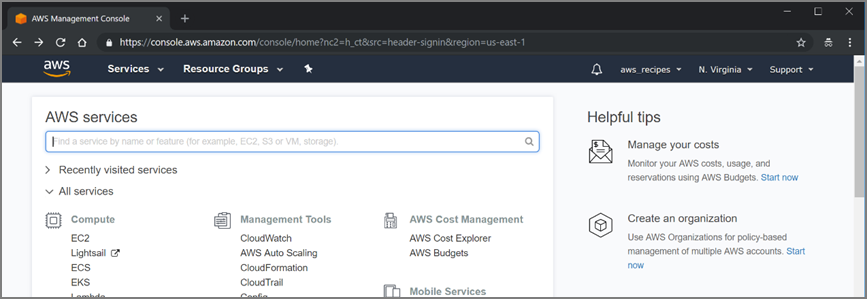 AWS Management Console
https://console.aws.amazon.com/console/home?nc2=h_ct&src=header-signin&region=us-east-1
aws Services Resource Groups aws_recipes N. Virginia Support
AWS services
Find a service by name or feature (for example, EC2, S3 or VM, storage).
Recently visited services
All services
Compute
EC2
Lightsail
ECS
EKS
Lambda
Management Tools
CloudWatch
AWS Auto Scaling
CloudFormation
CloudTrail
Config
AWS Cost Management
AWS Cost Explorer
AWS Budgets
Mobile Services
Helpful tips
Manage your costs
Monitor your AWS costs, usage, and
reservations using AWS Budgets. Start now
Create an organization
Use AWS Organizations for policy-based
management of multiple AWS accounts. Start
now